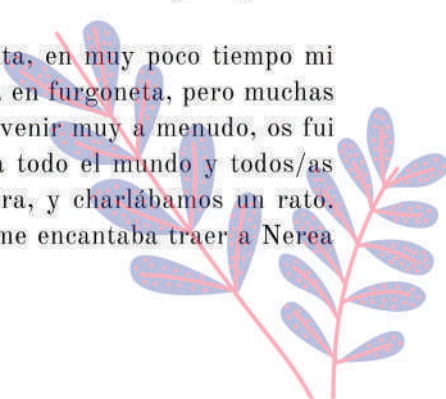 ta, en muy poco tiempo mi
en furgoneta, pero muchas
venir muy a menudo, os fui
a todo el mundo y todos/as
ra, y charlábamos un rato.
me encantaba traer a Nerea